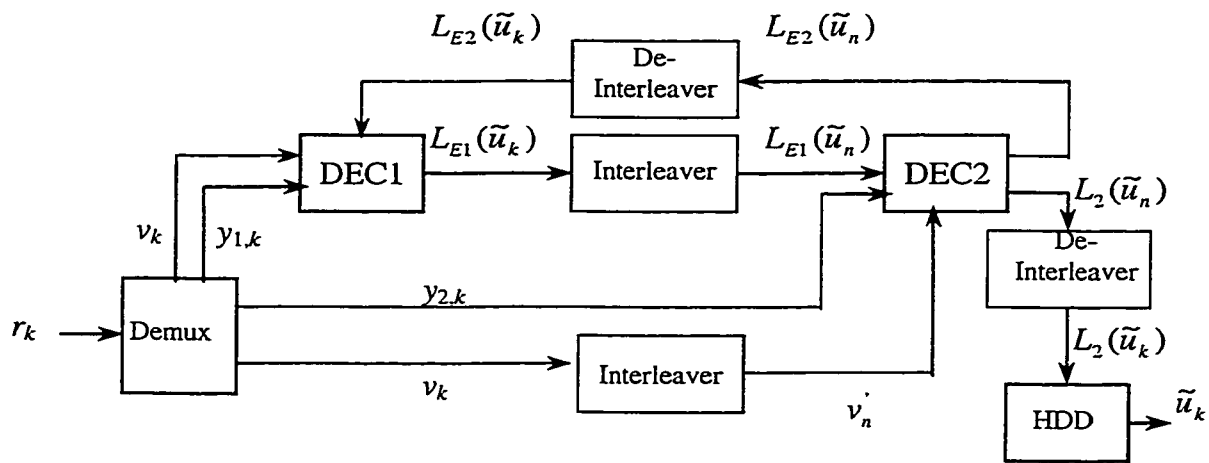 L_{E2}(ũ_k)
L_{E2}(ũ_n)
De-
Interleaver
L_{E1}(ũ_k)
L_{E1}(ũ_n)
DEC1
Interleaver
DEC2
L_2(ũ_n)
v_k
y_{1,k}
De-
Interleaver
y_{2,k}
r_k
Demux
L_2(ũ_k)
Interleaver
v_k
v'_n
HDD
ũ_k